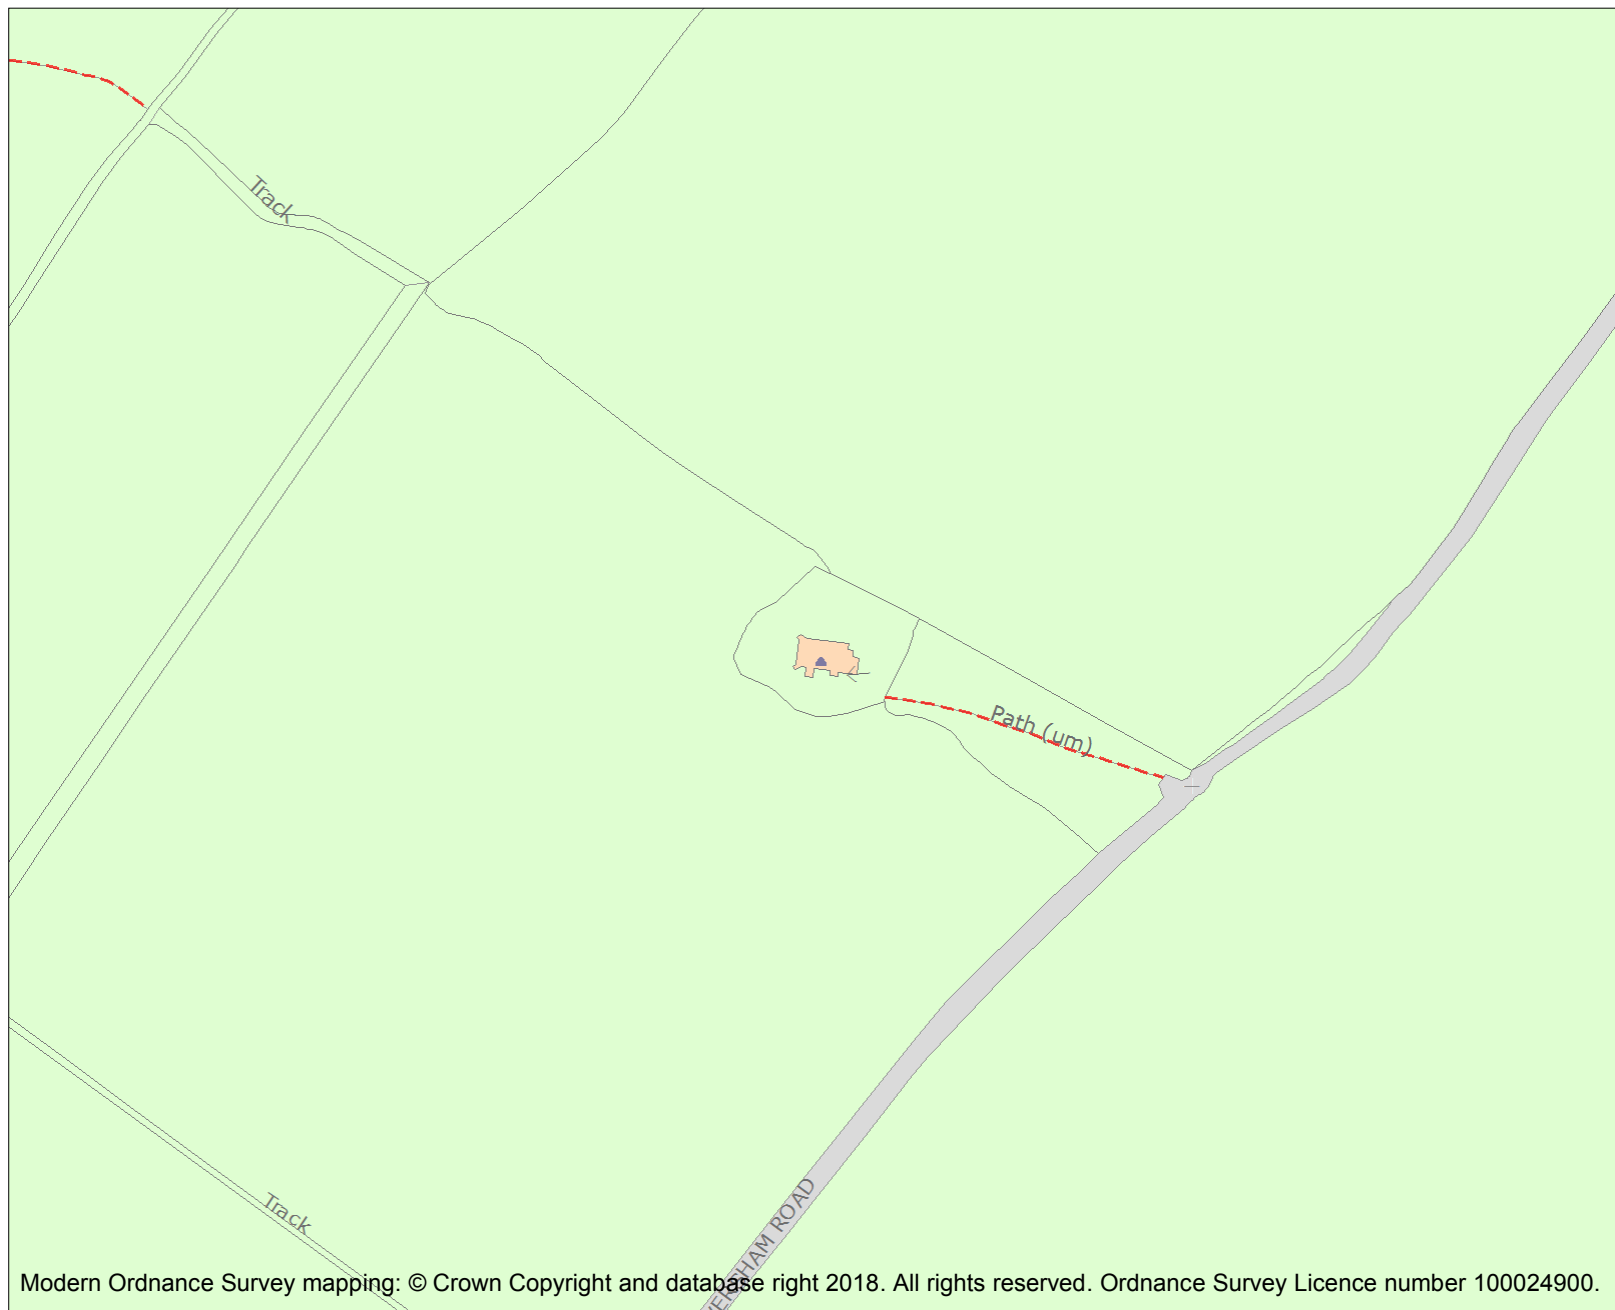 Track
Path (um)
Track
ROAD
Modern Ordnance Survey mapping: © Crown Copyright and database right 2018. All rights reserved. Ordnance Survey Licence number 100024900.